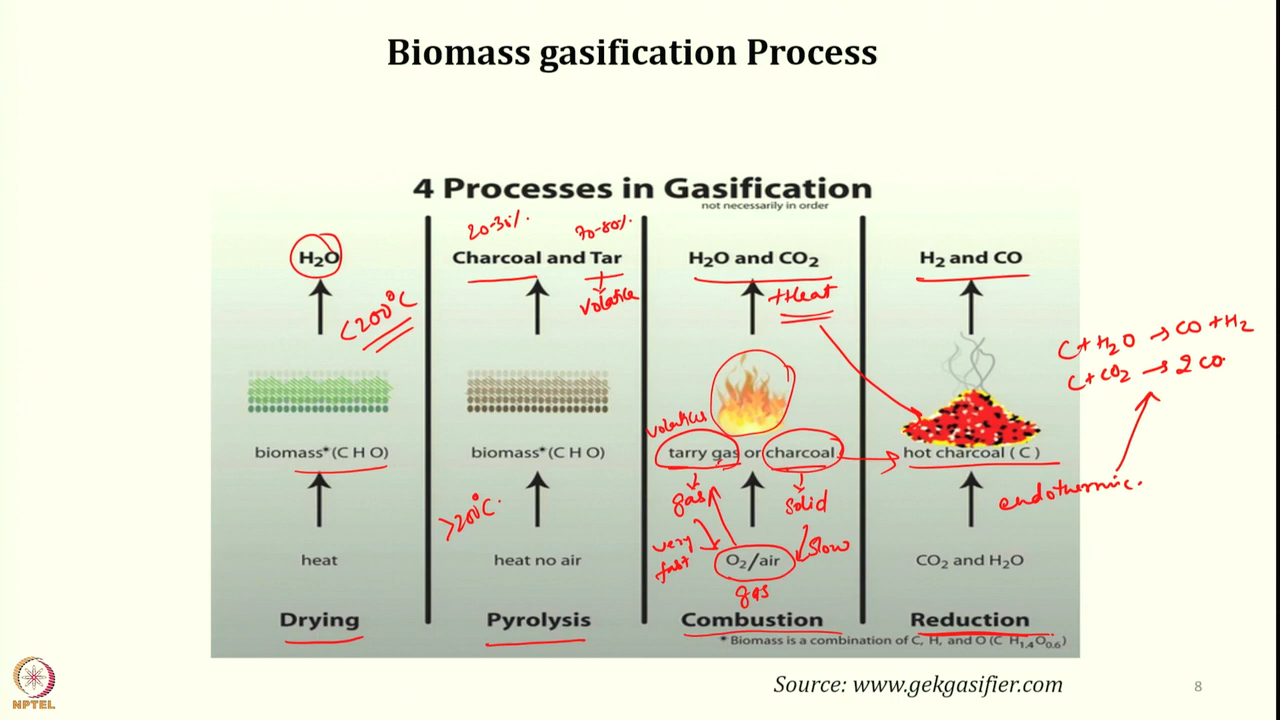 Biomass gasification Process
4 Processes in Gasification
not necessarily in order
20-30%.
70-80%.
H₂O
Charcoal and Tar
H₂O and CO₂
H₂ and CO
<200°C
volatile
+Heat
C+H₂O → CO+H₂
C+CO₂ → 2CO
volatiles
biomass*(C H O)
biomass*(C H O)
tarry gas or charcoal
hot charcoal ( C )
endothermic.
>200°C.
gas
solid
very fast
slow
heat
heat no air
O₂/air
CO₂ and H₂O
gas
Drying
Pyrolysis
Combustion
Reduction
* Biomass is a combination of C, H, and O (C H₁.₄O₀.₆)
NPTEL
Source: www.gekgasifier.com
8